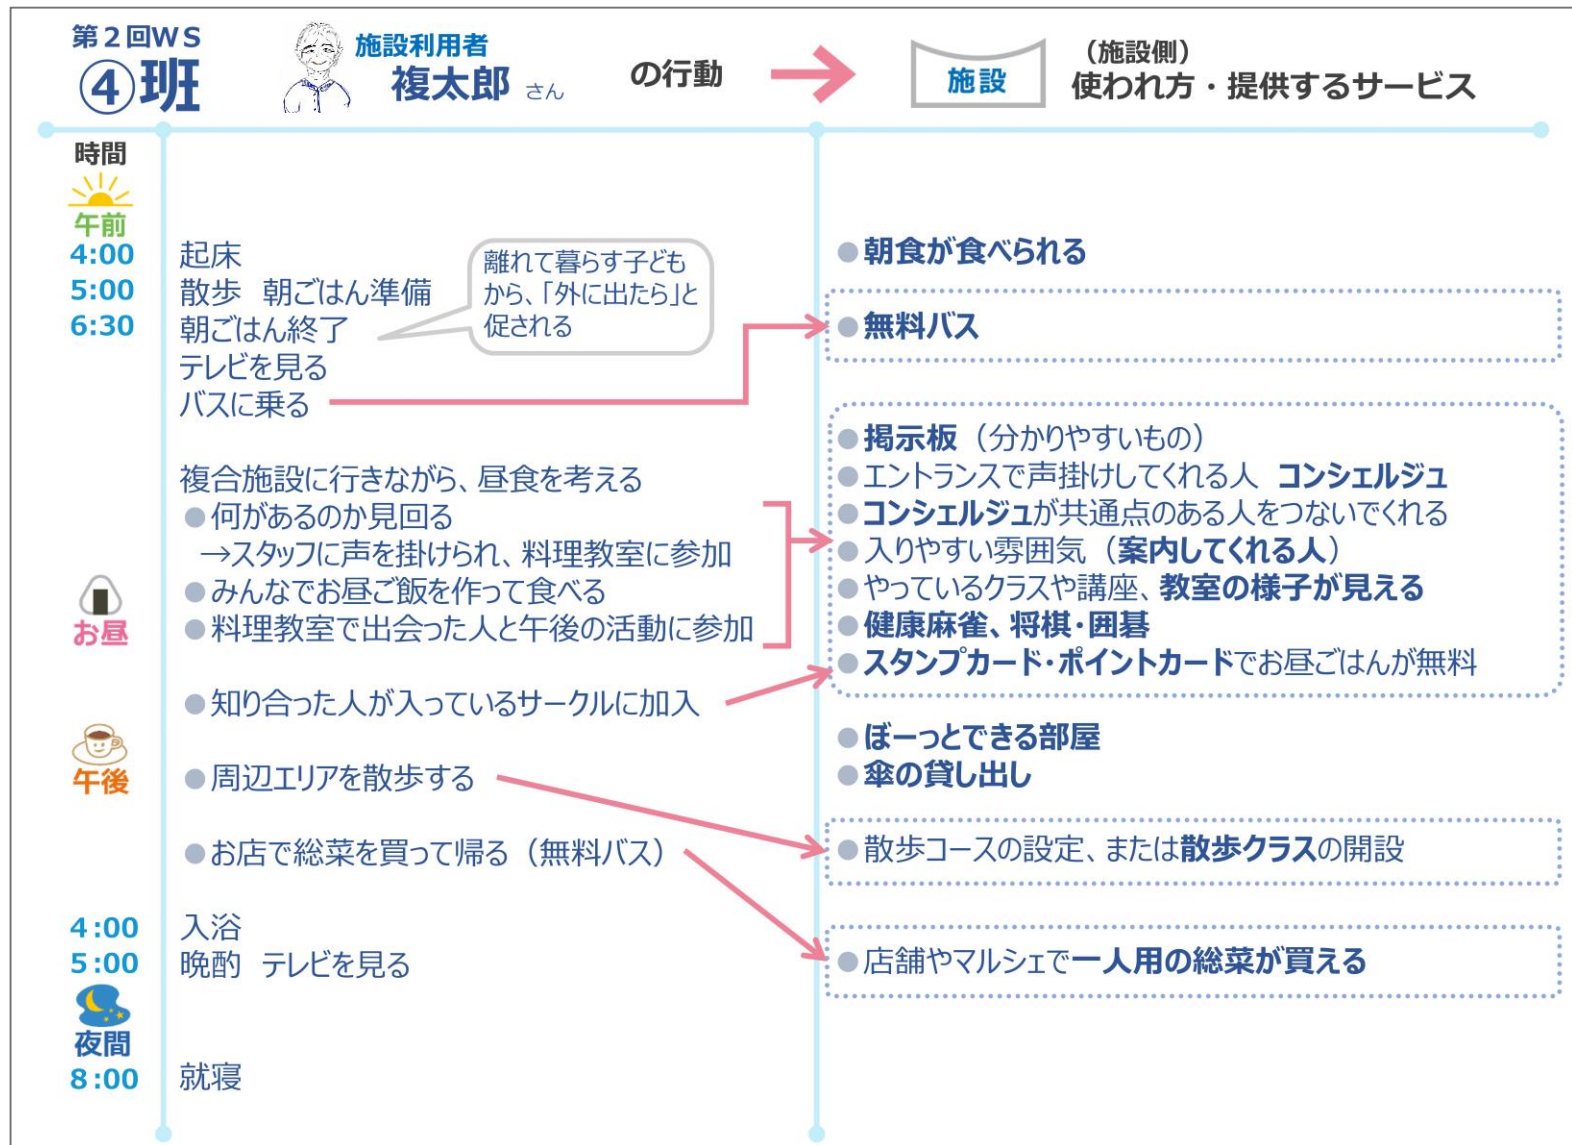 第２回ＷＳ
④班
施設利用者
複太郎 さん
の行動
施設
（施設側）
使われ方・提供するサービス
時間
午前
4:00 起床
5:00 散歖　朝ごはん準備
6:30 朝ごはん終了
テレビを見る
バスに乗る
離れて暮らす子ども
から、「外に出たら」と
促される
複合施設に行きながら、昼食を考える
●何があるのか見回る
→スタッフに声を掛けられ、料理教室に参加
お昼
●みんなでお昼ご飯を作って食べる
●料理教室で出会った人と午後の活動に参加
●知り合った人が入っているサークルに加入
午後
●周辺エリアを散歩する
●お店で総菜を買って帰る（無料バス）
4:00 入浴
5:00 晩酌　テレビを見る
夜間
8:00 就寝
●朝食が食べられる
●無料バス
●掲示板（分かりやすいもの）
●エントランスで声掛けしてくれる人　コンシェルジュ
●コンシェルジュが共通点のある人をつないでくれる
●入りやすい雰囲気（案内してくれる人）
●やっているクラスや講座、教室の様子が見える
●健康麻雀、将棋・囲碁
●スタンプカード・ポイントカードでお昼ごはんが無料
●ぼーっとできる部屋
●傘の貸し出し
●散歩コースの設定、または散歩クラスの開設
●店舗やマルシェで一人用の総菜が買える